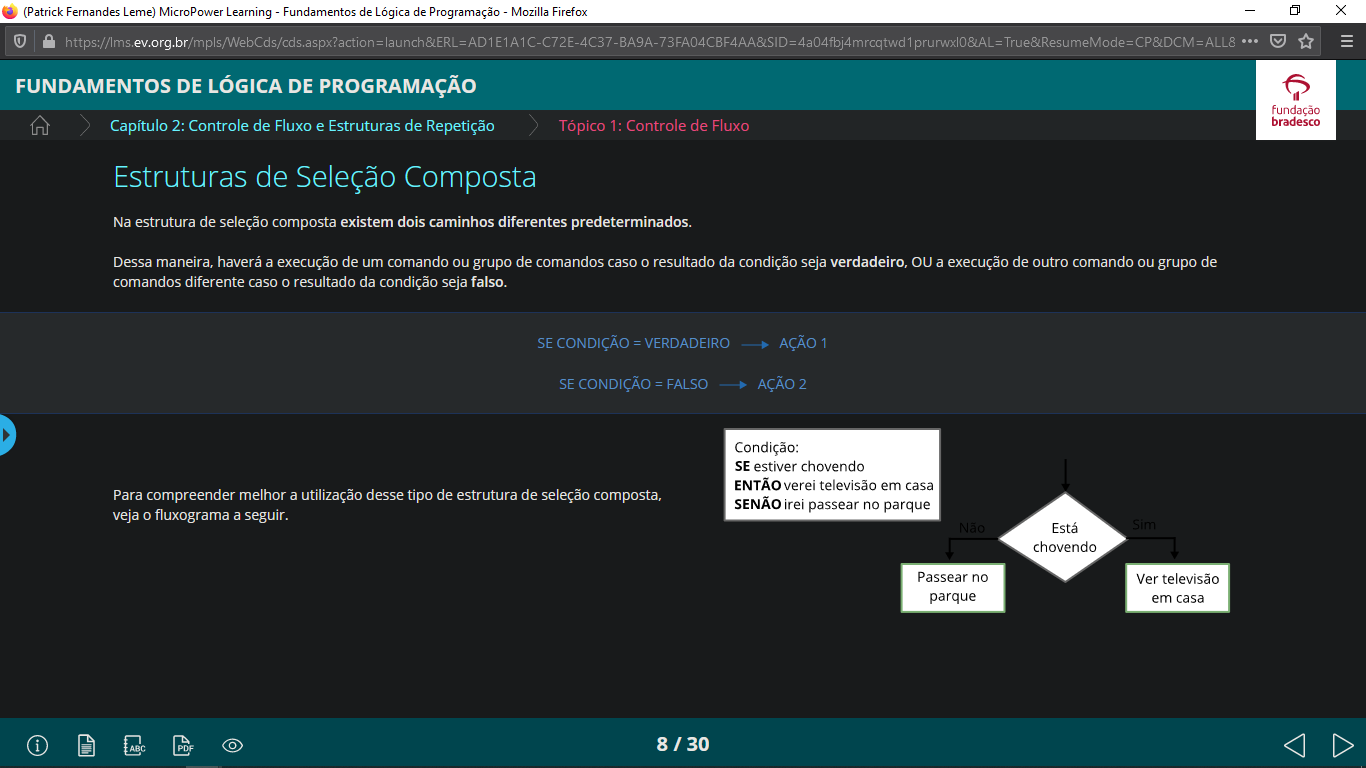 (Patrick Fernandes Leme) MicroPower Learning - Fundamentos de Lógica de Programação - Mozilla Firefox
https://lms.ev.org.br/mpls/WebCds/cds.aspx?action=launch&ERL=AD1E1A1C-C72E-4C37-BA9A-73FA04CBF4AA&SID=4a04fbj4mrcqtwd1prurwxl0&AL=True&ResumeMode=CP&DCM=ALL&
FUNDAMENTOS DE LÓGICA DE PROGRAMAÇÃO
fundação
bradesco
Capítulo 2: Controle de Fluxo e Estruturas de Repetição
Tópico 1: Controle de Fluxo
Estruturas de Seleção Composta
Na estrutura de seleção composta existem dois caminhos diferentes predeterminados.
Dessa maneira, haverá a execução de um comando ou grupo de comandos caso o resultado da condição seja verdadeiro, OU a execução de outro comando ou grupo de
comandos diferente caso o resultado da condição seja falso.
SE CONDIÇÃO = VERDADEIRO → AÇÃO 1
SE CONDIÇÃO = FALSO → AÇÃO 2
Para compreender melhor a utilização desse tipo de estrutura de seleção composta,
veja o fluxograma a seguir.
Condição:
SE estiver chovendo
ENTÃO verei televisão em casa
SENÃO irei passear no parque
Está
chovendo
Não
Sim
Passear no
parque
Ver televisão
em casa
ABC
PDF
8 / 30